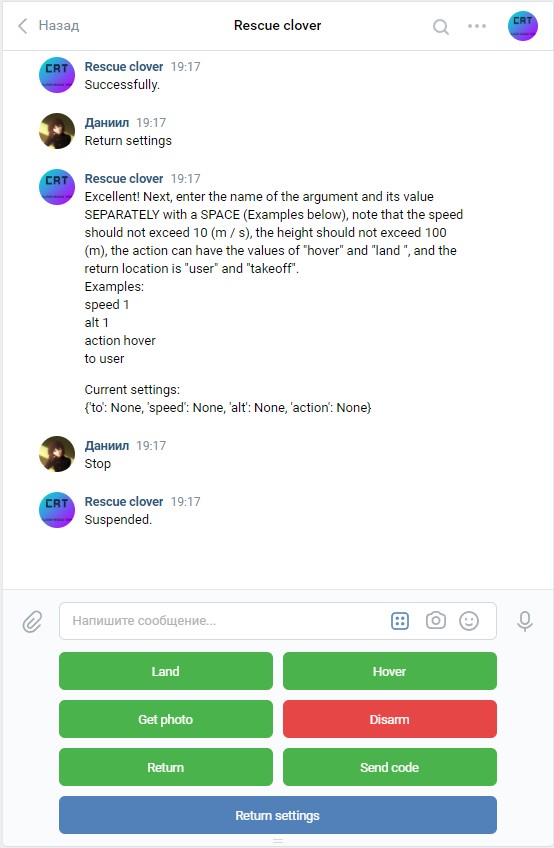 Назад
Rescue clover
CRT
CRT
Rescue clover 19:17
Successfully.
Даниил 19:17
Return settings
CRT
Rescue clover 19:17
Excellent! Next, enter the name of the argument and its value
SEPARATELY with a SPACE (Examples below), note that the speed
should not exceed 10 (m / s), the height should not exceed 100
(m), the action can have the values of "hover" and "land ", and the
return location is "user" and "takeoff".
Examples:
speed 1
alt 1
action hover
to user
Current settings:
{'to': None, 'speed': None, 'alt': None, 'action': None}
Даниил 19:17
Stop
CRT
Rescue clover 19:17
Suspended.
Напишите сообщение...
Land
Hover
Get photo
Disarm
Return
Send code
Return settings